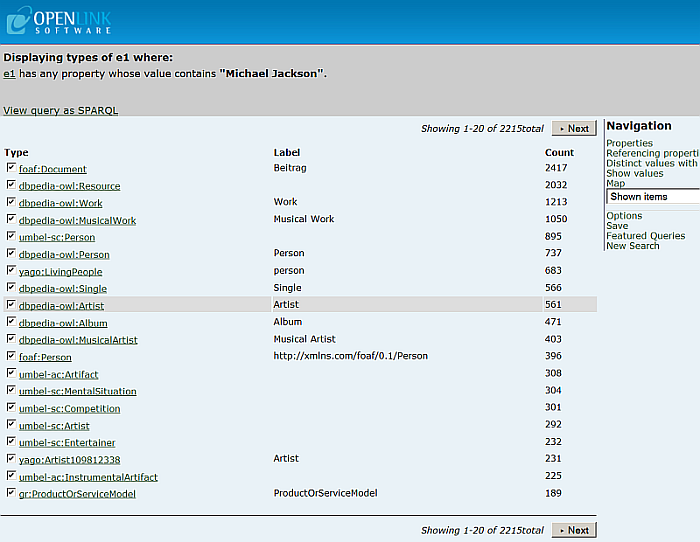 OPENLINK
SOFTWARE
Displaying types of e1 where:
e1 has any property whose value contains "Michael Jackson".
View query as SPARQL
Showing 1-20 of 2215total Next
Type Label Count
foaf:Document Beitrag 2417
dbpedia-owl:Resource 2032
dbpedia-owl:Work Work 1213
dbpedia-owl:MusicalWork Musical Work 1050
umbel-sc:Person 895
dbpedia-owl:Person Person 737
yago:LivingPeople person 683
dbpedia-owl:Single Single 566
dbpedia-owl:Artist Artist 561
dbpedia-owl:Album Album 471
dbpedia-owl:MusicalArtist Musical Artist 403
foaf:Person http://xmlns.com/foaf/0.1/Person 396
umbel-ac:Artifact 308
umbel-sc:MentalSituation 304
umbel-sc:Competition 301
umbel-sc:Artist 292
umbel-sc:Entertainer 232
yago:Artist109812338 Artist 231
umbel-ac:InstrumentalArtifact 225
gr:ProductOrServiceModel ProductOrServiceModel 189
Showing 1-20 of 2215total Next
Navigation
Properties
Referencing properti
Distinct values with
Show values
Map
Shown items
Options
Save
Featured Queries
New Search